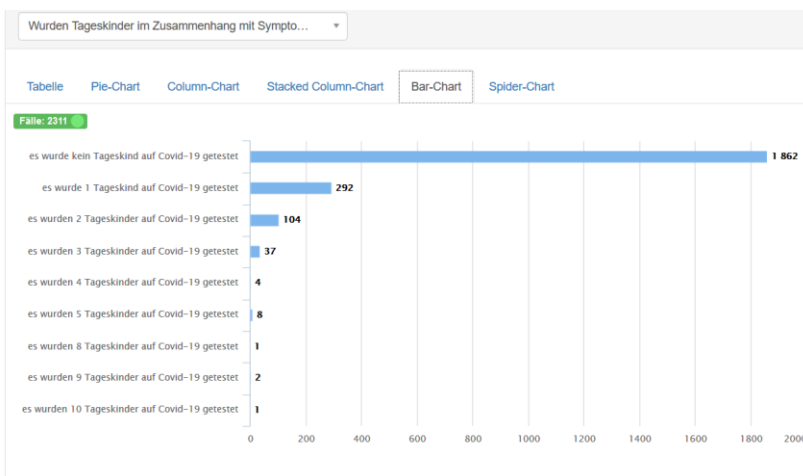 Wurden Tageskinder im Zusammenhang mit Sympto...
Tabelle Pie-Chart Column-Chart Stacked Column-Chart Bar-Chart Spider-Chart
Fälle: 2311
es wurde kein Tageskind auf Covid-19 getestet 1 862
es wurde 1 Tageskind auf Covid-19 getestet 292
es wurden 2 Tageskinder auf Covid-19 getestet 104
es wurden 3 Tageskinder auf Covid-19 getestet 37
es wurden 4 Tageskinder auf Covid-19 getestet 4
es wurden 5 Tageskinder auf Covid-19 getestet 8
es wurden 8 Tageskinder auf Covid-19 getestet 1
es wurden 9 Tageskinder auf Covid-19 getestet 2
es wurden 10 Tageskinder auf Covid-19 getestet 1
0 200 400 600 800 1000 1200 1400 1600 1800 2000